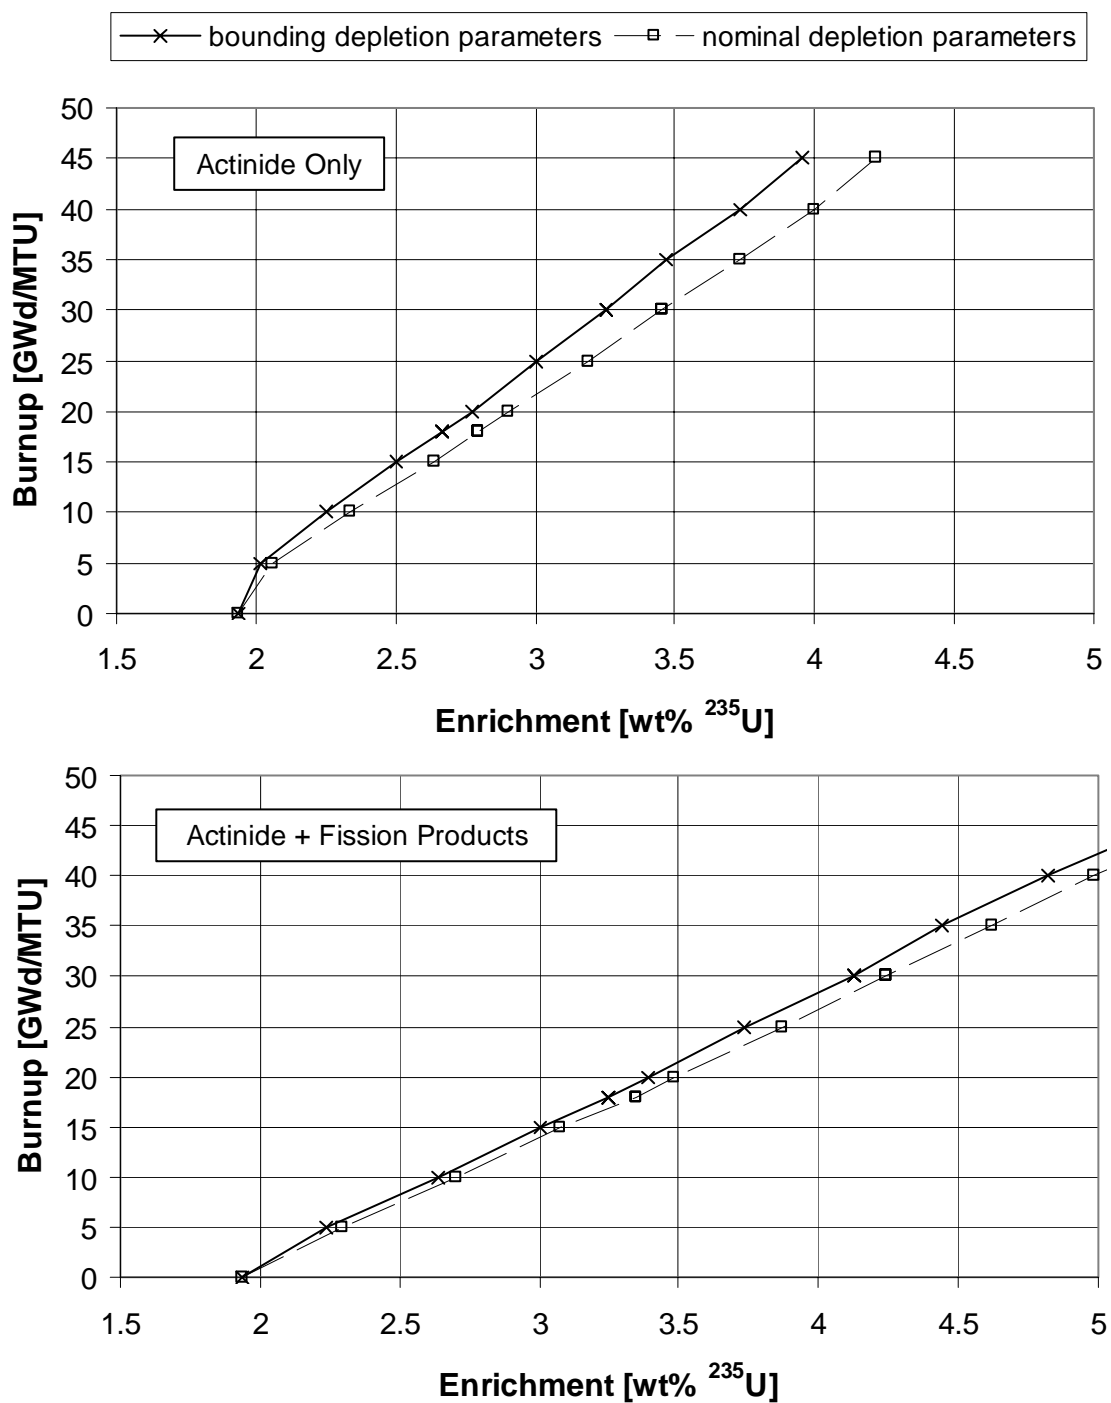 bounding depletion parameters nominal depletion parameters
50
Actinide Only
45
40
35
30
25
20
15
10
5
0
Burnup [GWd/MTU]
1.5 2 2.5 3 3.5 4 4.5 5
Enrichment [wt% ²³⁵U]
50
45
Actinide + Fission Products
40
35
30
25
20
15
10
5
0
Burnup [GWd/MTU]
1.5 2 2.5 3 3.5 4 4.5 5
Enrichment [wt% ²³⁵U]